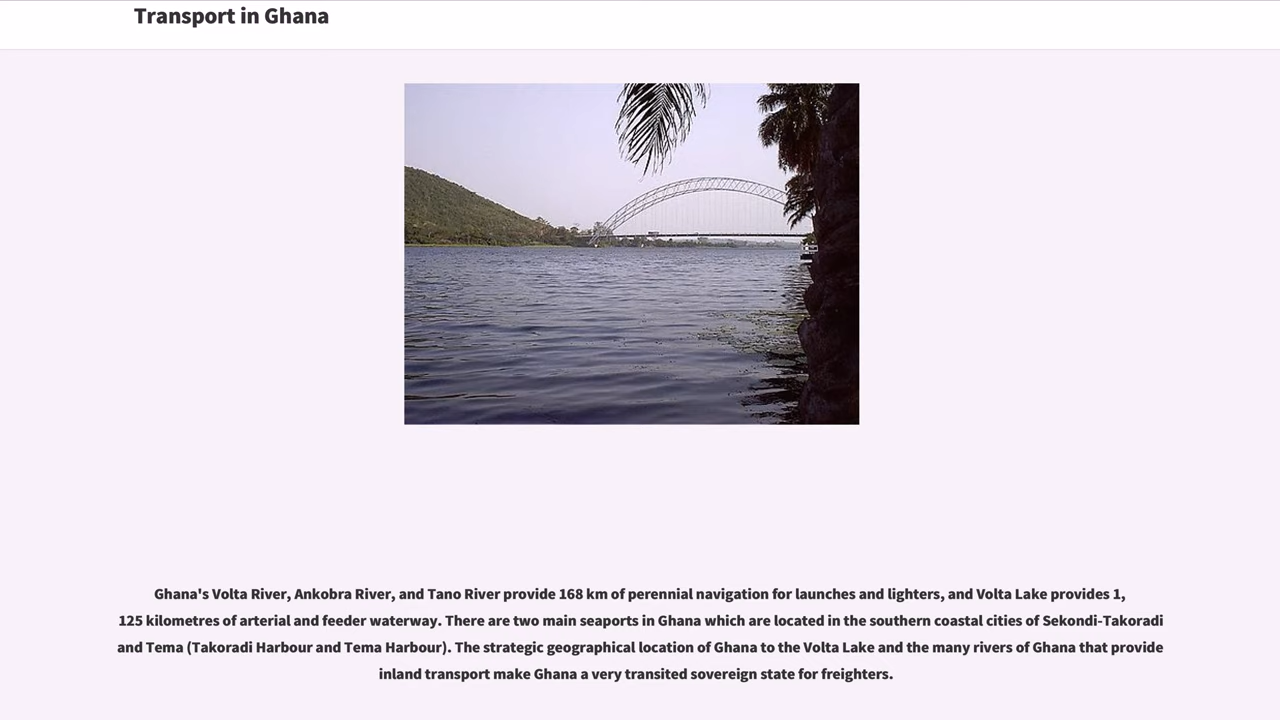 Transport in Ghana
Ghana's Volta River, Ankobra River, and Tano River provide 168 km of perennial navigation for launches and lighters, and Volta Lake provides 1,
125 kilometres of arterial and feeder waterway. There are two main seaports in Ghana which are located in the southern coastal cities of Sekondi-Takoradi
and Tema (Takoradi Harbour and Tema Harbour). The strategic geographical location of Ghana to the Volta Lake and the many rivers of Ghana that provide
inland transport make Ghana a very transited sovereign state for freighters.